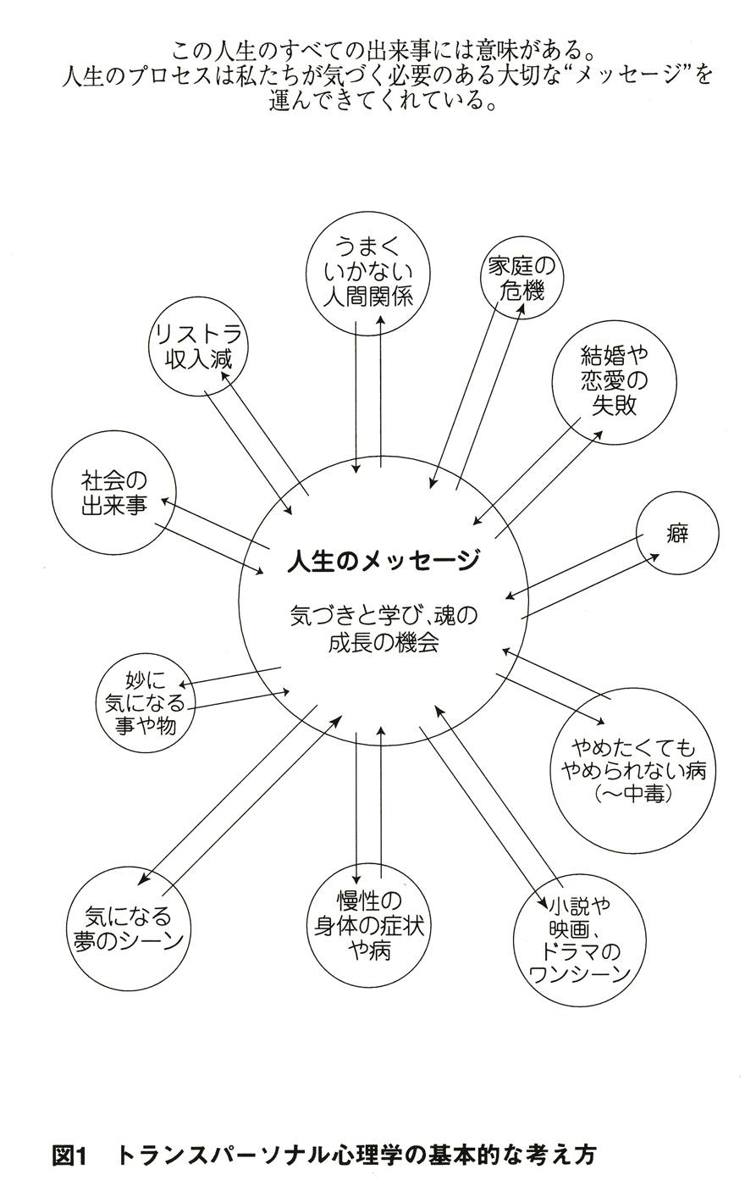 この人生のすべての出来事には意味がある。
人生のプロセスは私たちが気づく必要のある大切な“メッセージ”を
運んできてくれている。
うまく
いかない
人間関係
家庭の
危機
リストラ
収入減
結婚や
恋愛の
失敗
社会の
出来事
癖
人生のメッセージ
気づきと学び、魂の
成長の機会
妙に
気になる
事や物
やめたくても
やめられない病
(〜中毒)
気になる
夢のシーン
慢性の
身体の症状
や病
小説や
映画、
ドラマの
ワンシーン
図1 トランスパーソナル心理学の基本的な考え方